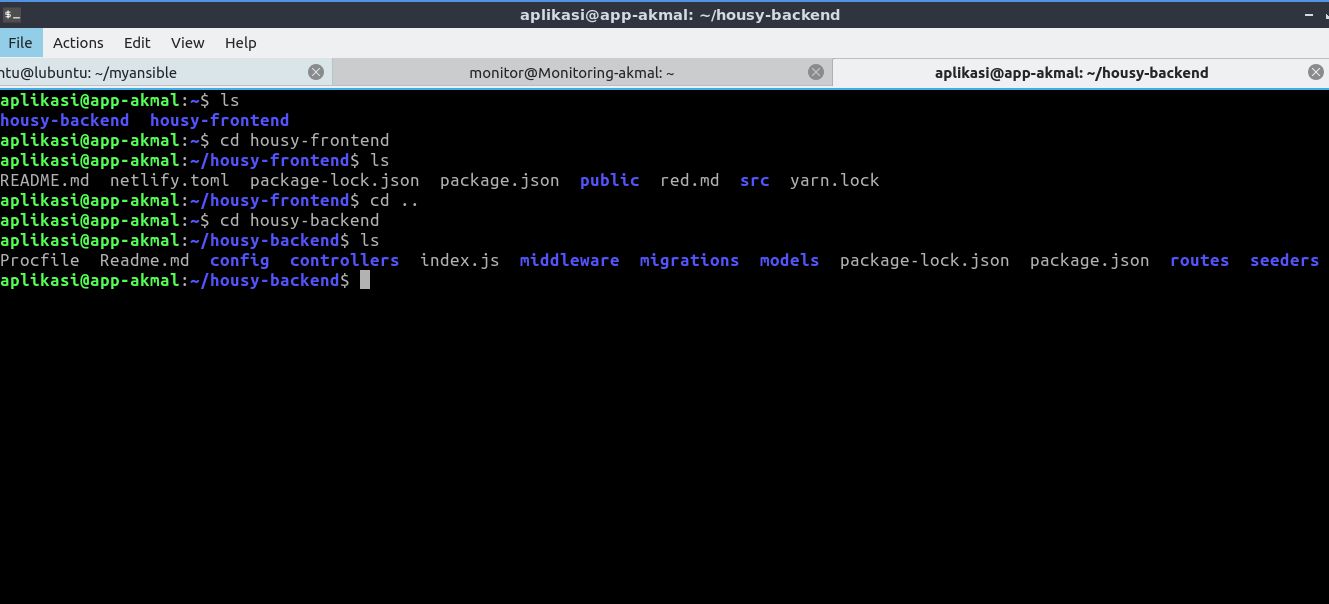 aplikasi@app-akmal: ~/housy-backend
File Actions Edit View Help
ntu@lubuntu: ~/myansible monitor@Monitoring-akmal: ~ aplikasi@app-akmal: ~/housy-backend
aplikasi@app-akmal:~$ ls
housy-backend housy-frontend
aplikasi@app-akmal:~$ cd housy-frontend
aplikasi@app-akmal:~/housy-frontend$ ls
README.md netlify.toml package-lock.json package.json public red.md src yarn.lock
aplikasi@app-akmal:~/housy-frontend$ cd ..
aplikasi@app-akmal:~$ cd housy-backend
aplikasi@app-akmal:~/housy-backend$ ls
Procfile Readme.md config controllers index.js middleware migrations models package-lock.json package.json routes seeders
aplikasi@app-akmal:~/housy-backend$